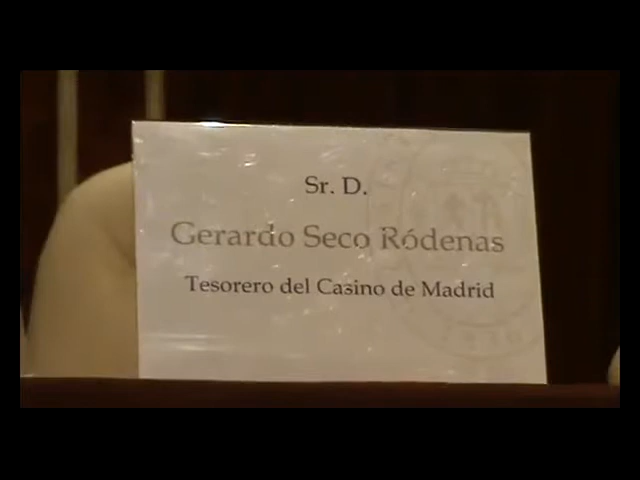 Sr. D.
Gerardo Seco Ródenas
Tesorero del Casino de Madrid